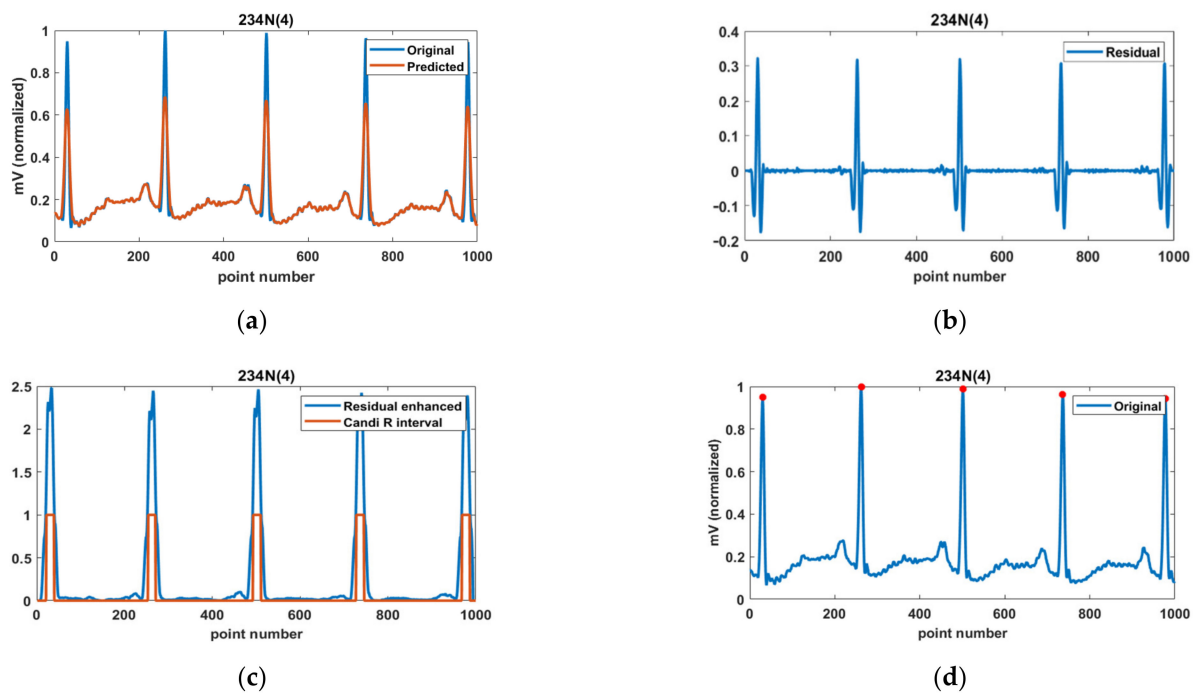 234N(4)
1
0.8
0.6
0.4
0.2
0
mV (normalized)
Original
Predicted
0
200
400
600
800
1000
point number
(a)
234N(4)
0.4
0.3
0.2
0.1
0
−0.1
−0.2
Residual
0
200
400
600
800
1000
point number
(b)
234N(4)
2.5
2
1.5
1
0.5
0
Residual enhanced
Candi R interval
0
200
400
600
800
1000
point number
(c)
234N(4)
1
0.8
0.6
0.4
0.2
0
mV (normalized)
Original
0
200
400
600
800
1000
point number
(d)